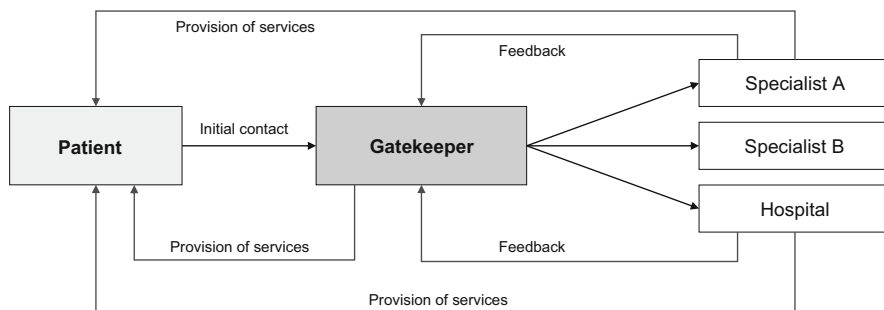 Provision of services
Feedback
Specialist A
Initial contact
Patient
Gatekeeper
Specialist B
Hospital
Provision of services
Feedback
Provision of services